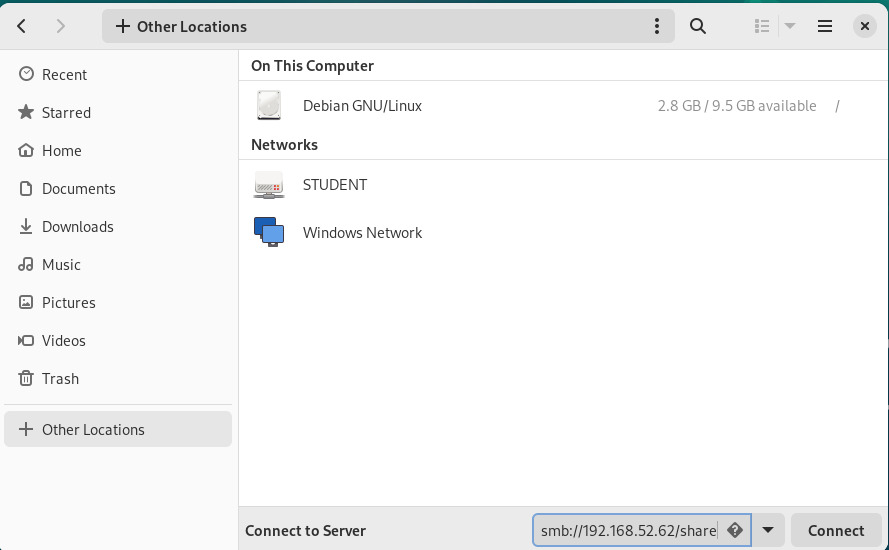 Other Locations
Recent
Starred
Home
Documents
Downloads
Music
Pictures
Videos
Trash
Other Locations
On This Computer
Debian GNU/Linux 2.8 GB / 9.5 GB available /
Networks
STUDENT
Windows Network
Connect to Server smb://192.168.52.62/share Connect